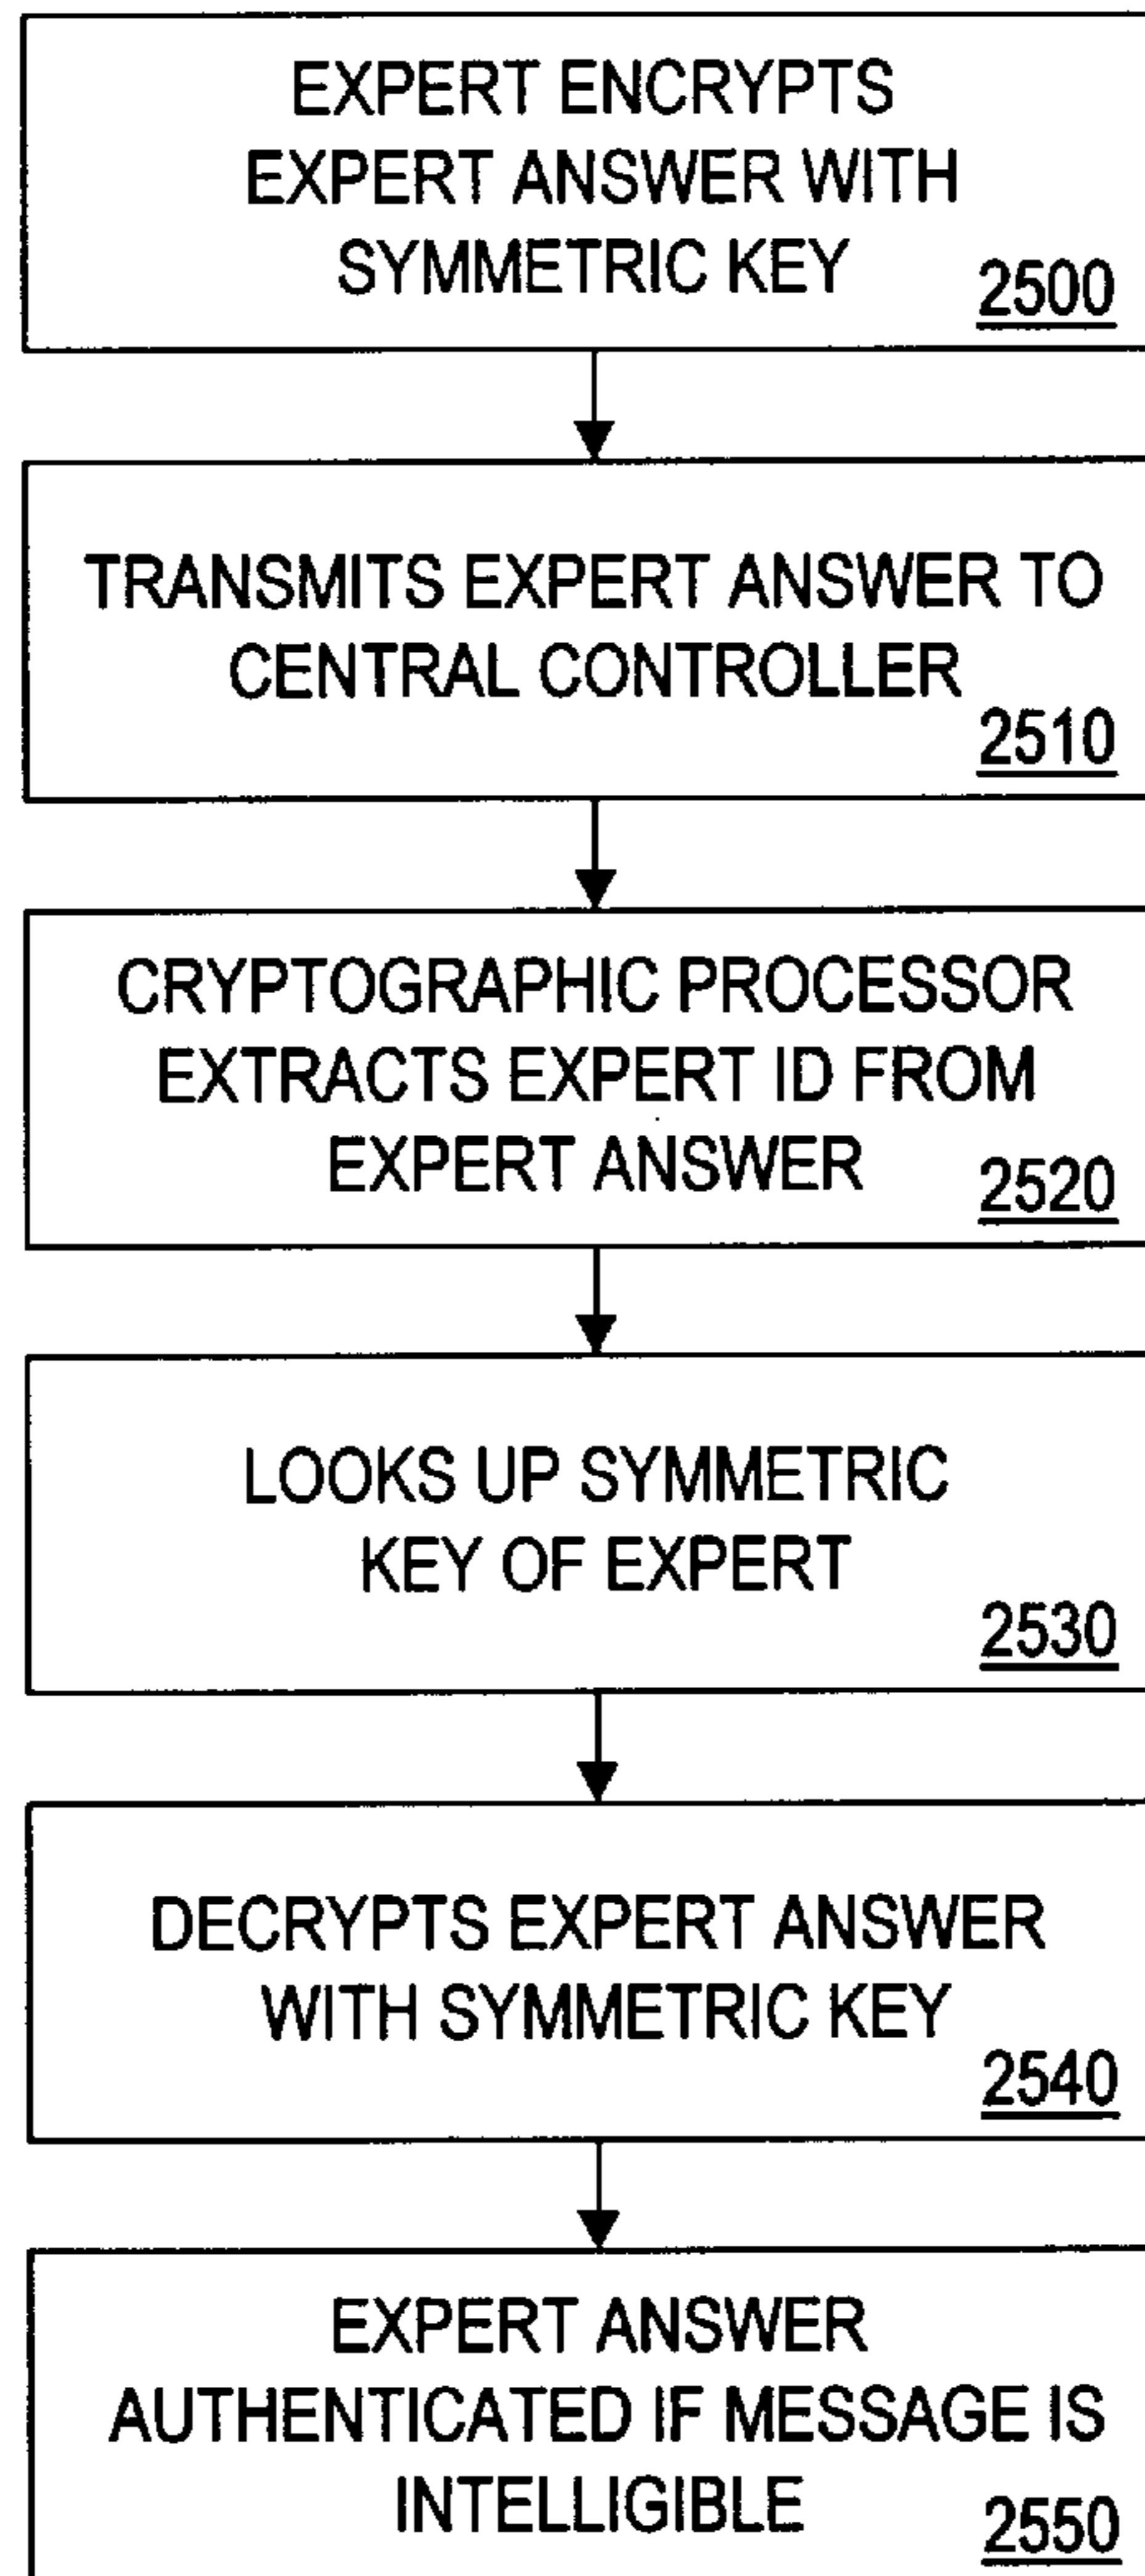 EXPERT ENCRYPTS
EXPERT ANSWER WITH
SYMMETRIC KEY
2500
TRANSMITS EXPERT ANSWER TO
CENTRAL CONTROLLER
2510
CRYPTOGRAPHIC PROCESSOR
EXTRACTS EXPERT ID FROM
EXPERT ANSWER
2520
LOOKS UP SYMMETRIC
KEY OF EXPERT
2530
DECRYPTS EXPERT ANSWER
WITH SYMMETRIC KEY
2540
EXPERT ANSWER
AUTHENTICATED IF MESSAGE IS
INTELLIGIBLE
2550